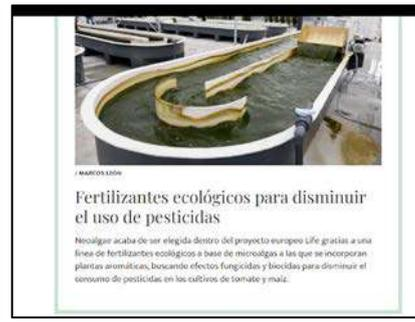 / MARCOS LEÓN
Fertilizantes ecológicos para disminuir
el uso de pesticidas
Neoalgae acaba de ser elegida dentro del proyecto europeo Life gracias a una
línea de fertilizantes ecológicos a base de microalgas a las que se incorporan
plantas aromáticas, buscando efectos fungicidas y biocidas para disminuir el
consumo de pesticidas en los cultivos de tomate y maíz.